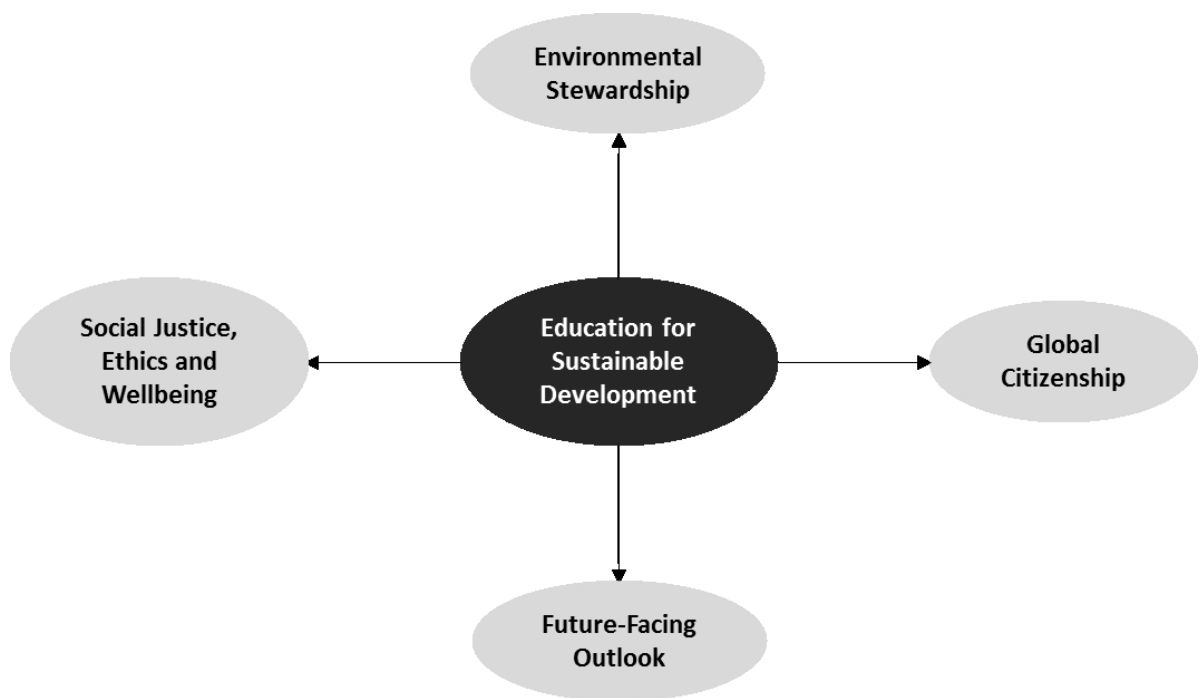 Environmental
Stewardship
Social Justice,
Ethics and
Wellbeing
Education for
Sustainable
Development
Global
Citizenship
Future-Facing
Outlook